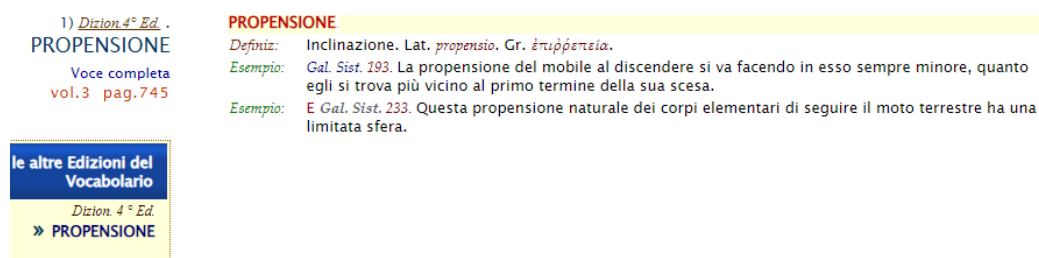 1) Dizion.4° Ed. .
PROPENSIONE
Voce completa
vol.3 pag.745
le altre Edizioni del
Vocabolario
Dizion. 4 ° Ed.
» PROPENSIONE
PROPENSIONE.
Definiz: Inclinazione. Lat. propensio. Gr. ἐπιῤῥεπεία.
Esempio: Gal. Sist. 193. La propensione del mobile al discendere si va facendo in esso sempre minore, quanto
egli si trova più vicino al primo termine della sua scesa.
Esempio: E Gal. Sist. 233. Questa propensione naturale dei corpi elementari di seguire il moto terrestre ha una
limitata sfera.